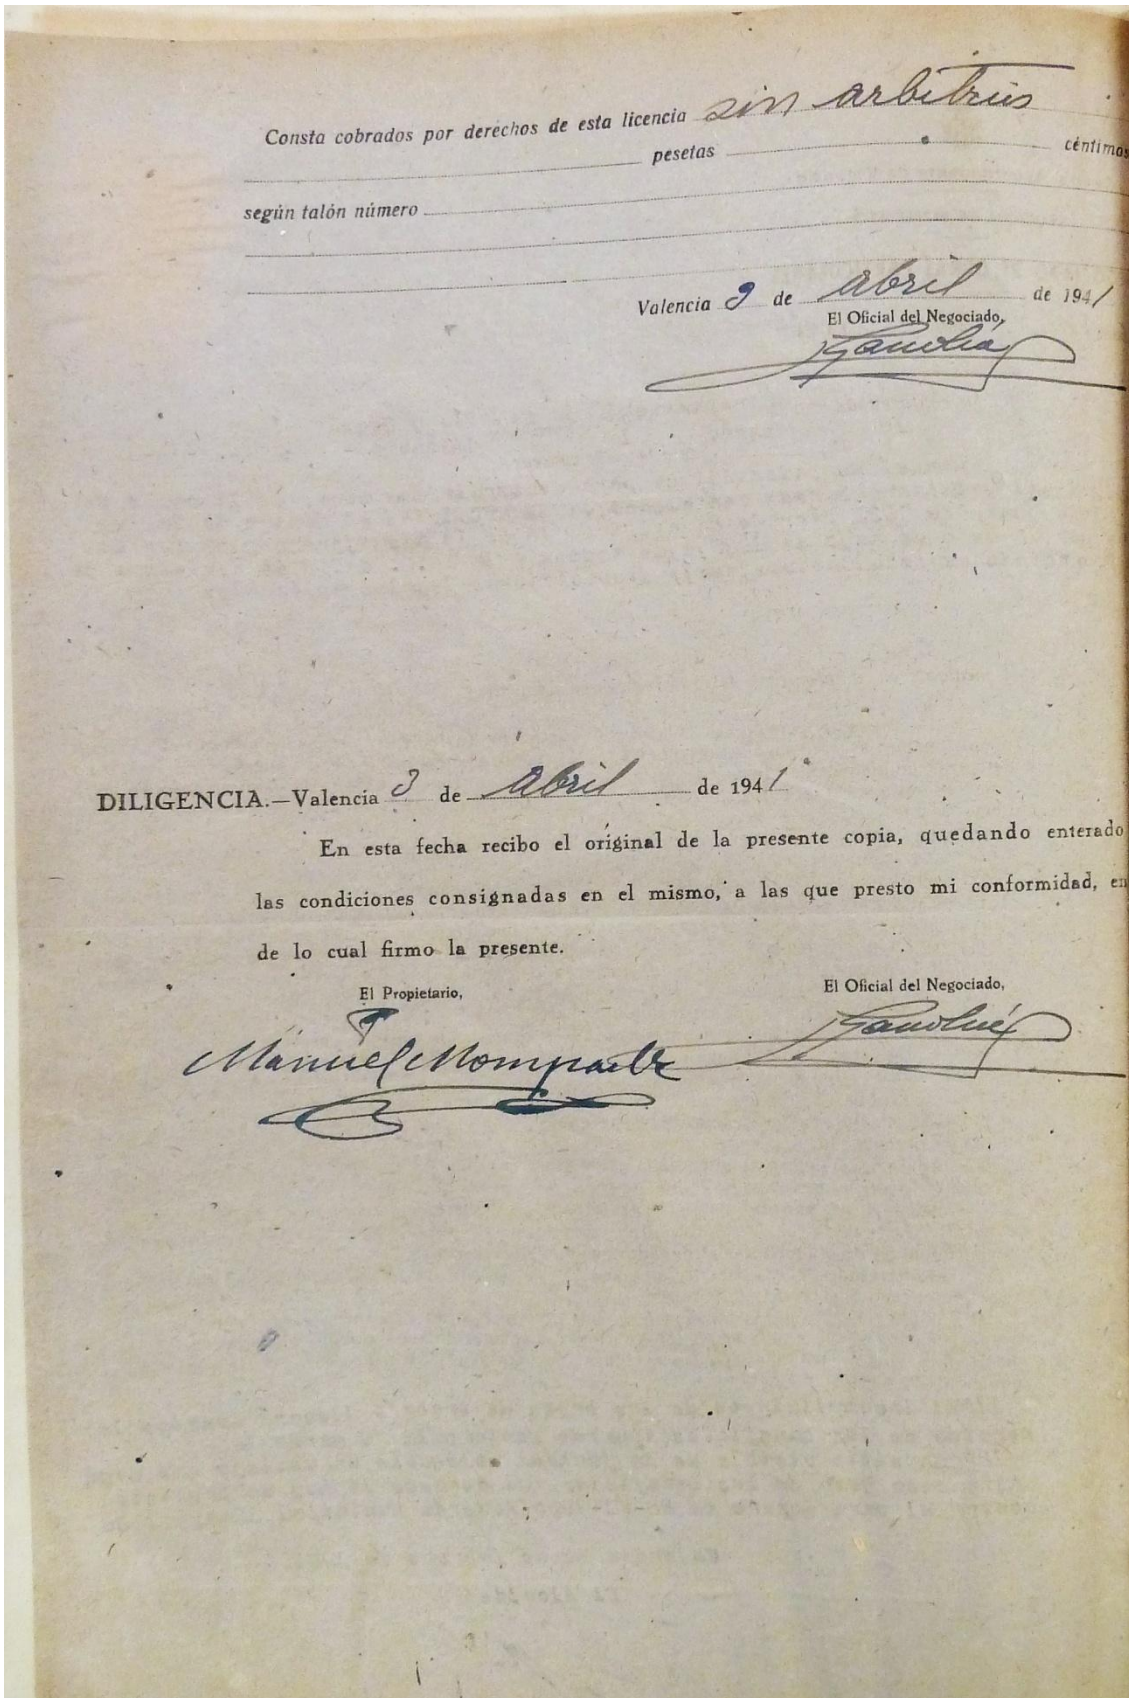 Consta cobrados por derechos de esta licencia sin arbitrios
pesetas céntimos
según talón número
Valencia 3 de abril de 1941
El Oficial del Negociado,
DILIGENCIA.—Valencia 3 de abril de 1941
En esta fecha recibo el original de la presente copia, quedando enterado
las condiciones consignadas en el mismo, a las que presto mi conformidad, en
de lo cual firmo la presente.
El Propietario, El Oficial del Negociado,
Manuel